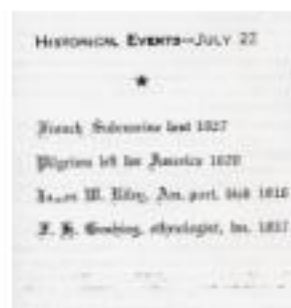 HISTORICAL EVENTS—JULY 22
French Submarine lost
Pilgrims left for America 1620
W. Riley, Am. poet, died 1916
F. H. Cushing, ethnologist, bn. 1857